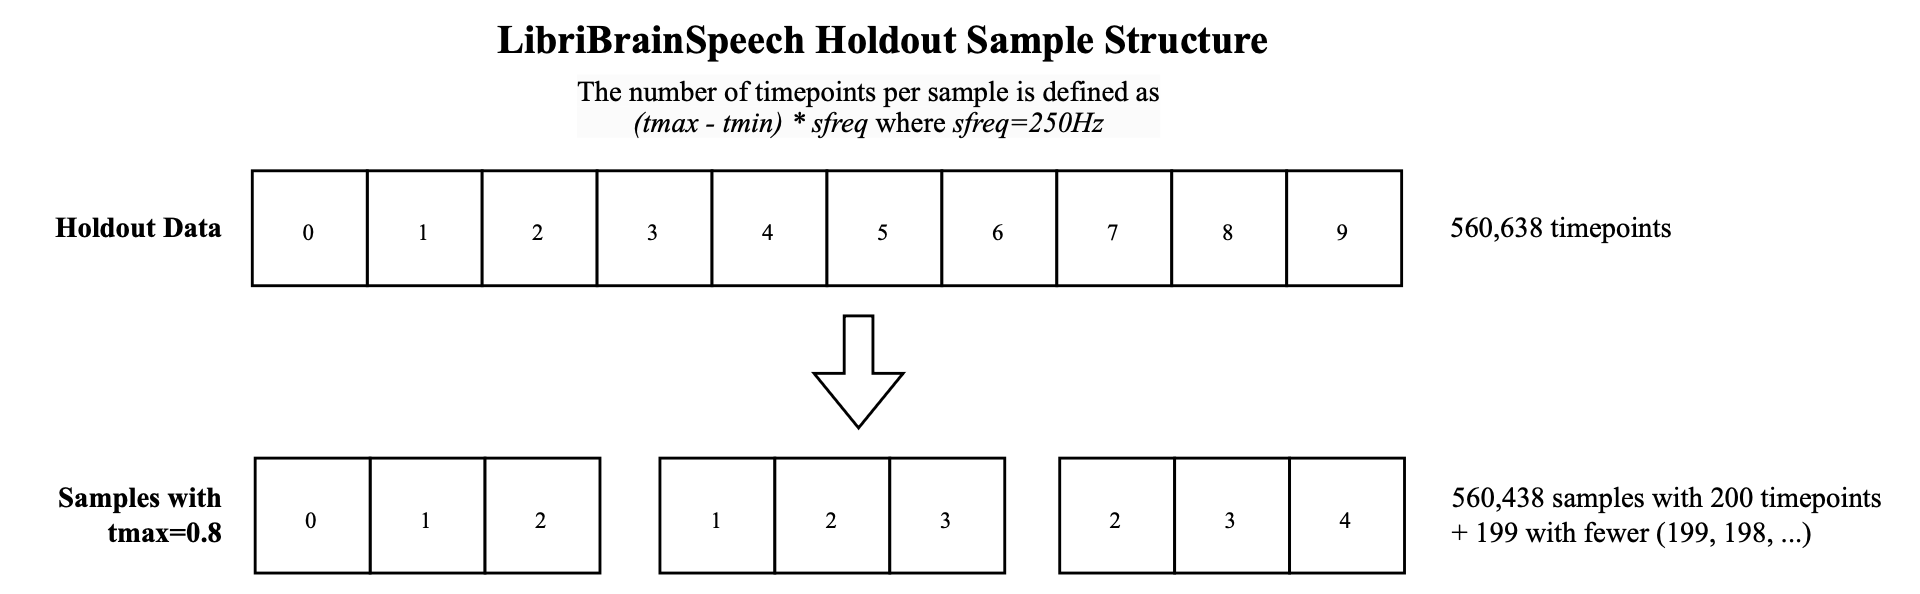 LibriBrainSpeech Holdout Sample Structure
The number of timepoints per sample is defined as
(tmax - tmin) * sfreq where sfreq=250Hz
Holdout Data
0 1 2 3 4 5 6 7 8 9
560,638 timepoints
Samples with
tmax=0.8
0 1 2
1 2 3
2 3 4
560,438 samples with 200 timepoints
+ 199 with fewer (199, 198, ...)